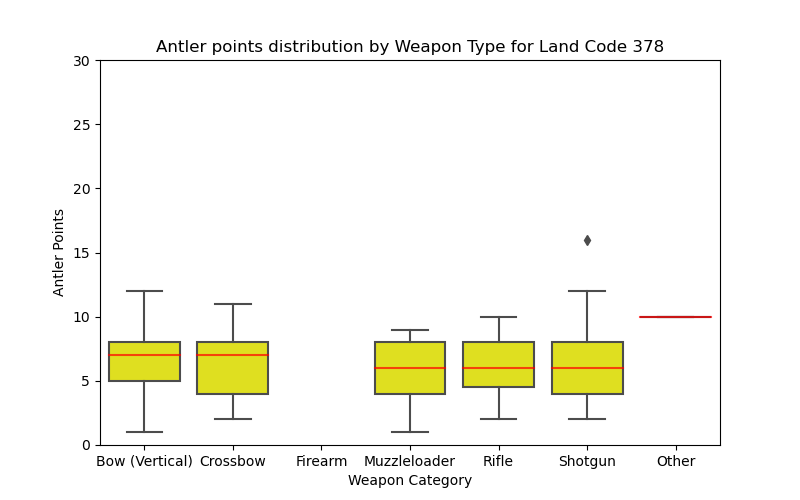 Antler points distribution by Weapon Type for Land Code 378
30
25
20
15
10
5
0
Antler Points
Bow (Vertical) Crossbow Firearm Muzzleloader Rifle Shotgun Other
Weapon Category